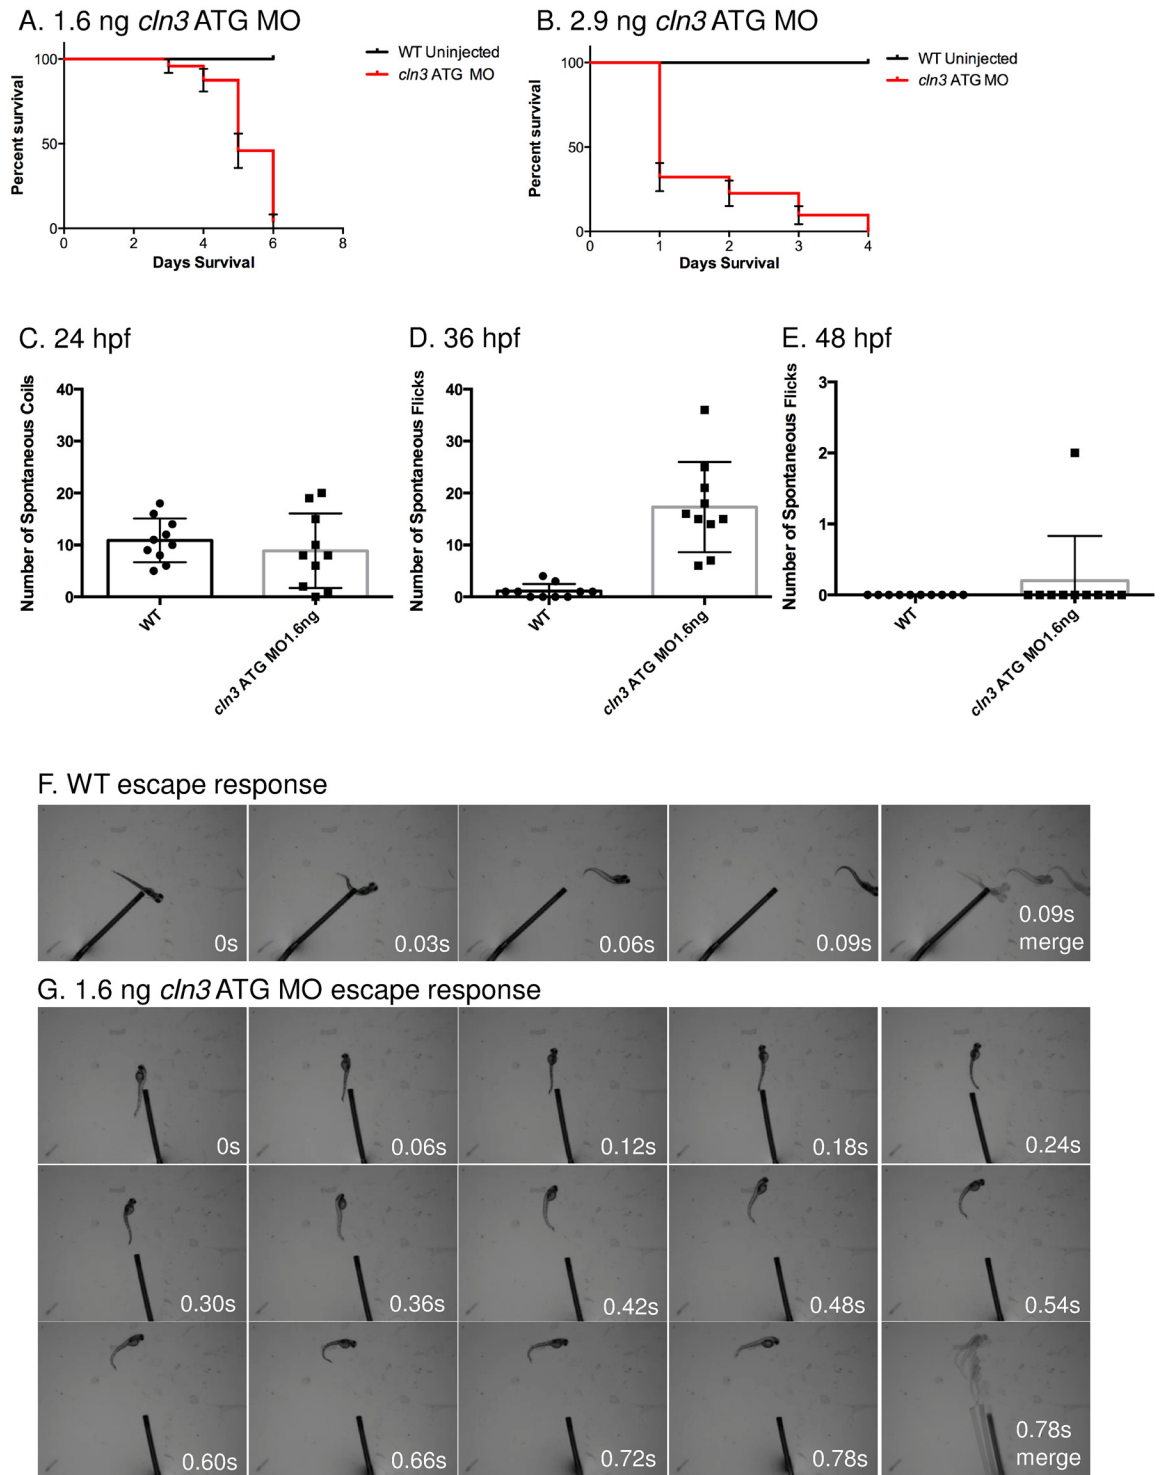 A. 1.6 ng cln3 ATG MO
B. 2.9 ng cln3 ATG MO
WT Uninjected
cln3 ATG MO
WT Uninjected
cln3 ATG MO
Percent survival
100
50
0
0 2 4 6 8
Days Survival
Percent survival
100
50
0
0 1 2 3 4
Days Survival
C. 24 hpf
D. 36 hpf
E. 48 hpf
Number of Spontaneous Coils
40
30
20
10
0
WT
cln3 ATG MO1.6ng
Number of Spontaneous Flicks
40
30
20
10
0
WT
cln3 ATG MO1.6ng
Number of Spontaneous Flicks
3
2
1
0
WT
cln3 ATG MO1.6ng
F. WT escape response
0s
0.03s
0.06s
0.09s
0.09s
merge
G. 1.6 ng cln3 ATG MO escape response
0s
0.06s
0.12s
0.18s
0.24s
0.30s
0.36s
0.42s
0.48s
0.54s
0.60s
0.66s
0.72s
0.78s
0.78s
merge